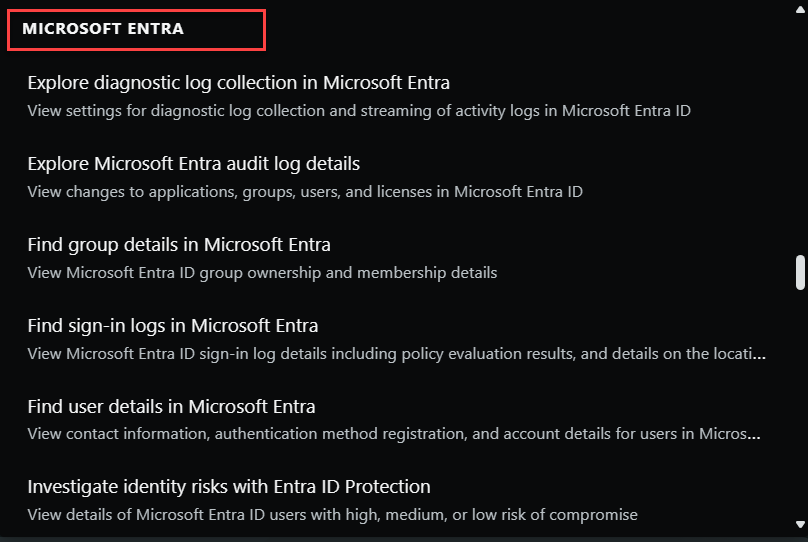 MICROSOFT ENTRA
Explore diagnostic log collection in Microsoft Entra
View settings for diagnostic log collection and streaming of activity logs in Microsoft Entra ID
Explore Microsoft Entra audit log details
View changes to applications, groups, users, and licenses in Microsoft Entra ID
Find group details in Microsoft Entra
View Microsoft Entra ID group ownership and membership details
Find sign-in logs in Microsoft Entra
View Microsoft Entra ID sign-in log details including policy evaluation results, and details on the locati...
Find user details in Microsoft Entra
View contact information, authentication method registration, and account details for users in Micros...
Investigate identity risks with Entra ID Protection
View details of Microsoft Entra ID users with high, medium, or low risk of compromise